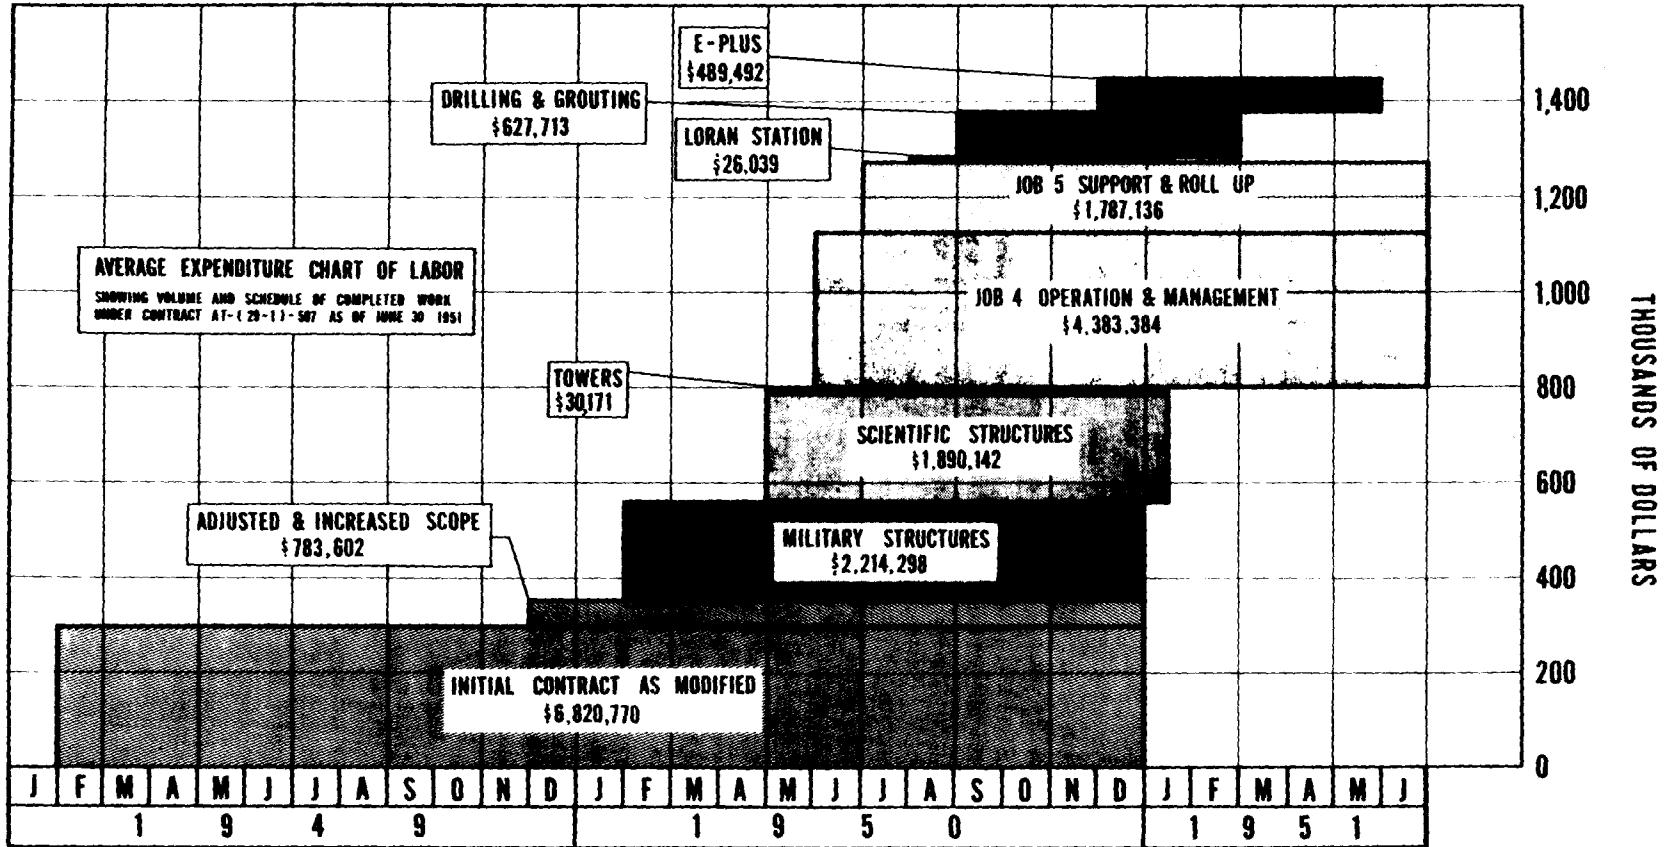 E-PLUS
$489,492
DRILLING & GROUTING
$627,713
LORAN STATION
$26,039
JOB 5 SUPPORT & ROLL UP
$1,787,136
AVERAGE EXPENDITURE CHART OF LABOR
SHOWING VOLUME AND SCHEDULE OF COMPLETED WORK
UNDER CONTRACT AT-(29-1)-507 AS OF JUNE 30 1951
JOB 4 OPERATION & MANAGEMENT
$4,383,384
TOWERS
$30,171
SCIENTIFIC STRUCTURES
$1,890,142
ADJUSTED & INCREASED SCOPE
$783,602
MILITARY STRUCTURES
$2,214,298
INITIAL CONTRACT AS MODIFIED
$6,820,770
1,400
1,200
1,000
800
600
400
200
0
THOUSANDS OF DOLLARS
J F M A M J J A S O N D J F M A M J J A S O N D J F M A M J
1 9 4 9 1 9 5 0 1 9 5 1